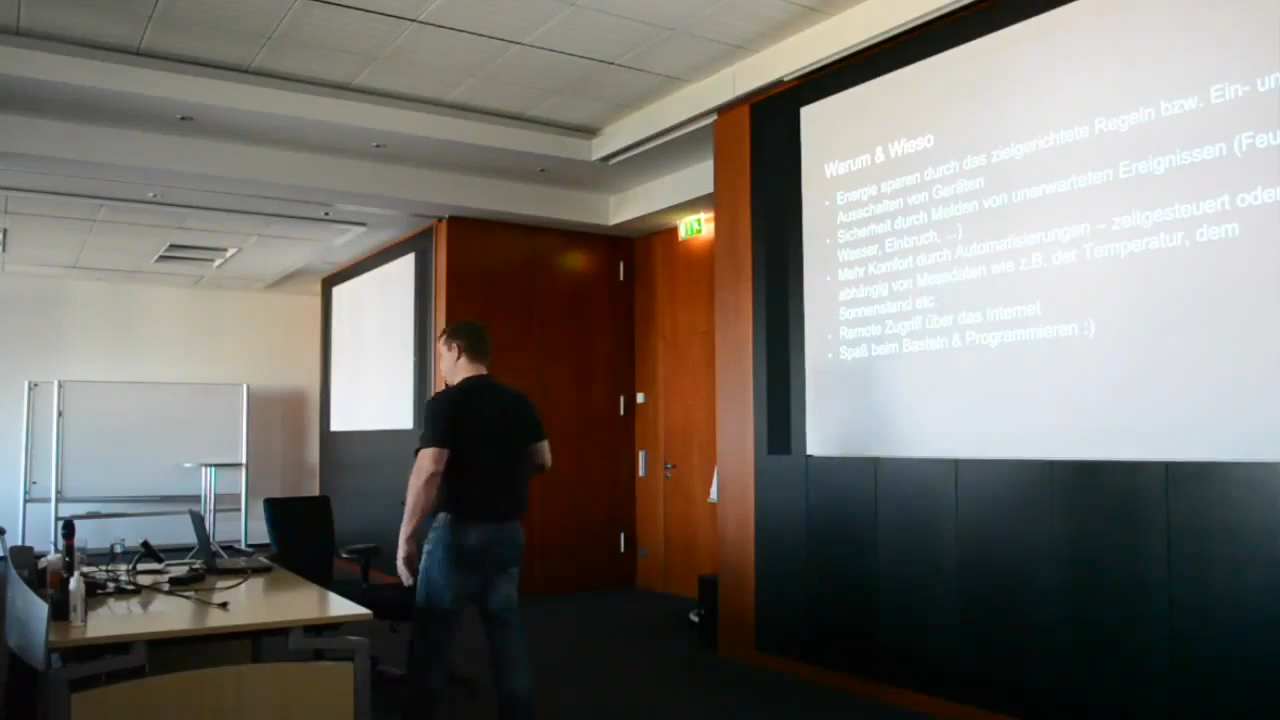 Warum & Wieso
• Energie sparen durch das zielgerichtete Regeln bzw. Ein- un
Ausschalten von Geräten
• Sicherheit durch Melden von unerwarteten Ereignissen (Feu
Wasser, Einbruch, ...)
• Mehr Komfort durch Automatisierungen – zeitgesteuert oder
abhängig von Messdaten wie z.B. der Temperatur, dem
Sonnenstand etc
• Remote Zugriff über das Internet
• Spaß beim Basteln & Programmieren :)